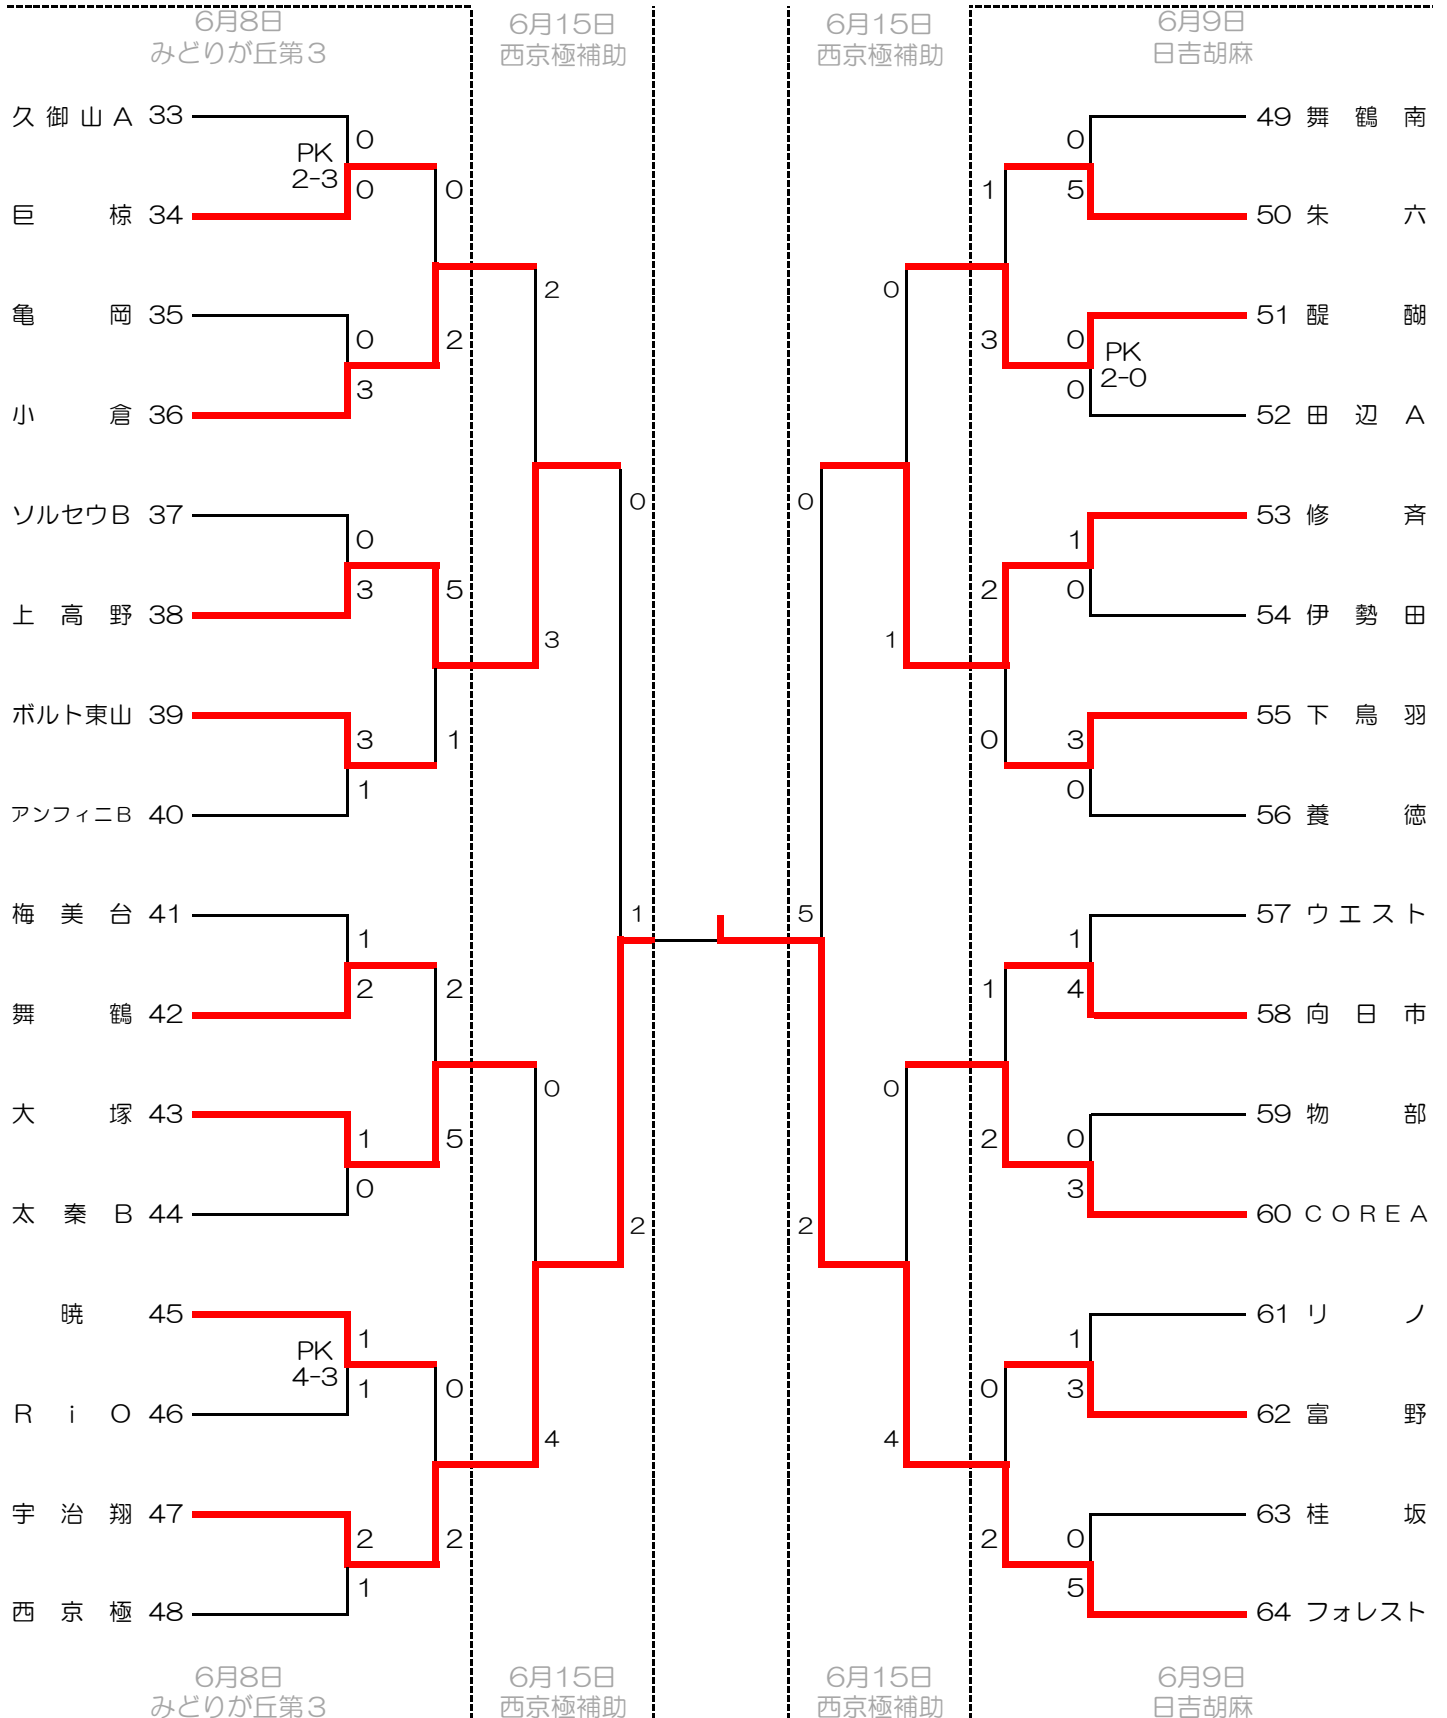 6月8日
みどりが丘第3
6月15日
西京極補助
6月15日
西京極補助
6月9日
日吉胡麻
久御山A 33
0
PK
2-3
0
0
巨椋 34
亀岡 35
0
3
2
2
小倉 36
ソルセウB 37
0
3
5
3
上高野 38
ボルト東山 39
3
1
1
アンフィニB 40
0
梅美台 41
1
2
2
舞鶴 42
大塚 43
1
0
5
0
太秦B 44
暁 45
PK
4-3
1
1
0
4
RiO 46
宇治翔 47
2
1
2
西京極 48
2
1
5
49 舞鶴南
0
5
1
50 朱六
51 醍醐
0
PK
2-0
0
3
0
52 田辺A
53 修斉
1
0
2
1
54 伊勢田
55 下鳥羽
3
0
0
56 養徳
0
57 ウエスト
1
4
1
58 向日市
59 物部
0
3
2
0
60 COREA
2
61 リノ
1
3
0
4
62 富野
63 桂坂
0
5
2
64 フォレスト
6月8日
みどりが丘第3
6月15日
西京極補助
6月15日
西京極補助
6月9日
日吉胡麻